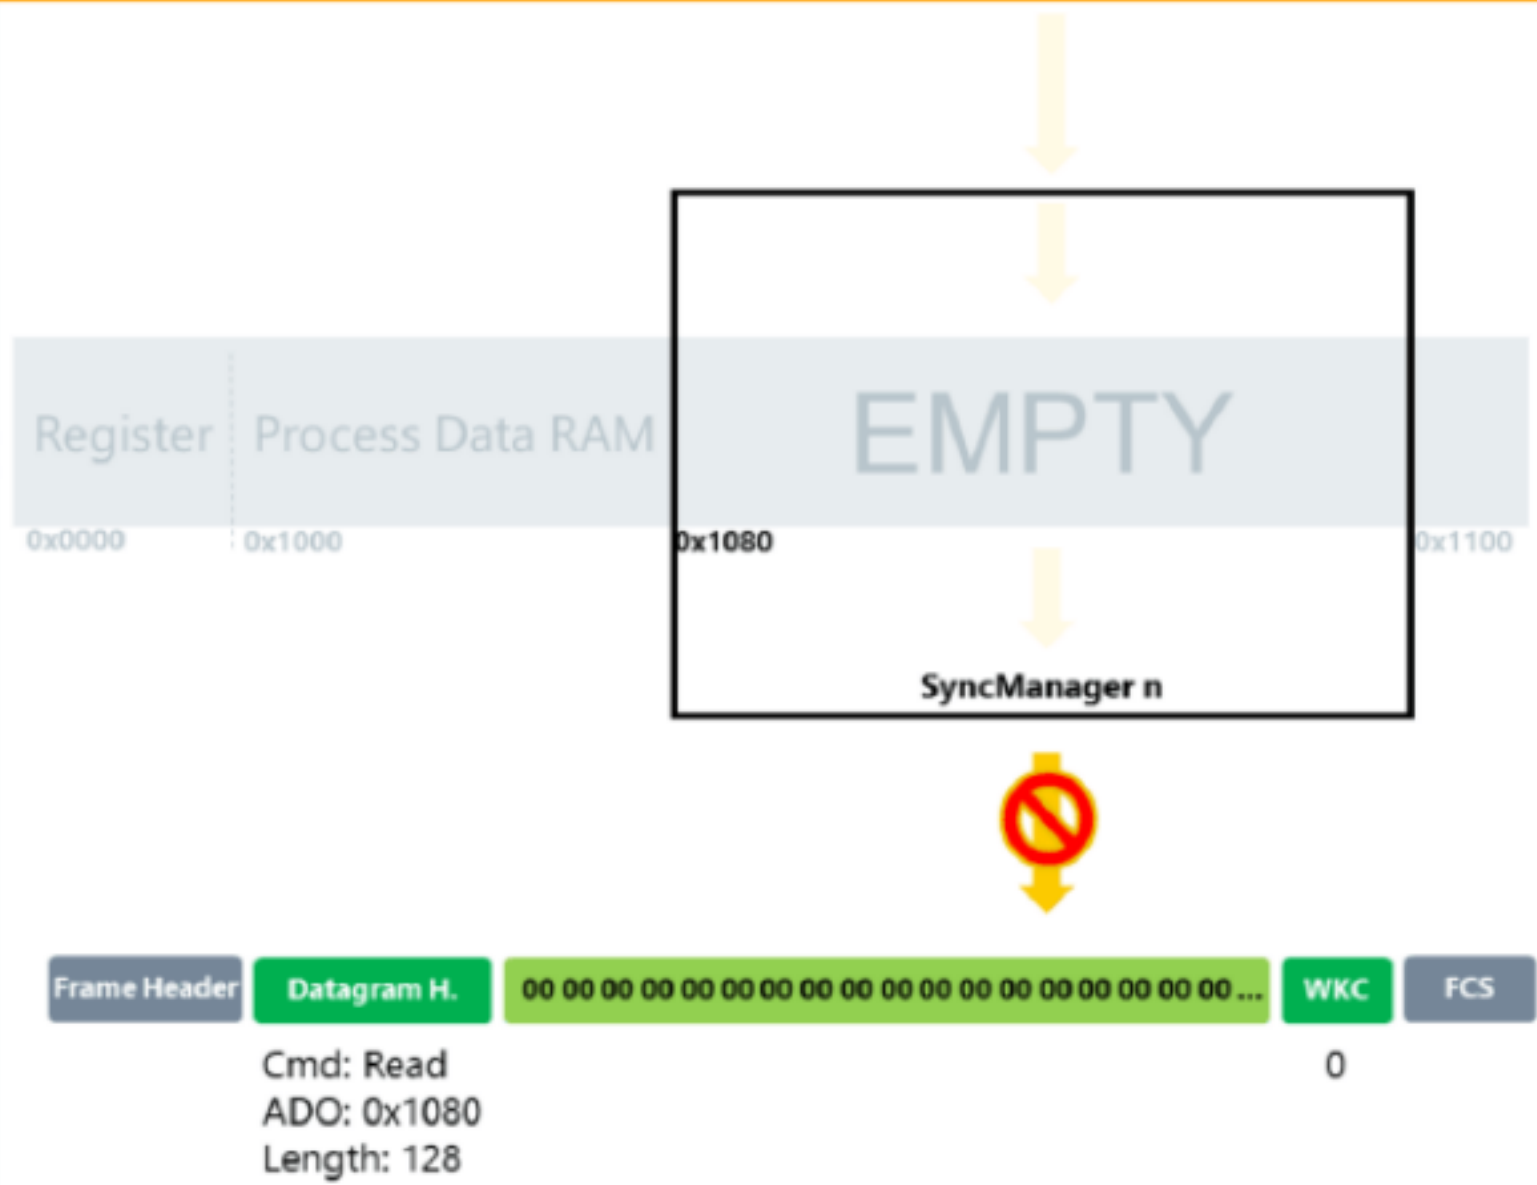 Register
Process Data RAM
EMPTY
0x0000
0x1000
0x1080
0x1100
SyncManager n
Frame Header
Datagram H.
00 00 00 00 00 00 00 00 00 00 00 00 00 00 00 00 00 00 ...
WKC
FCS
Cmd: Read
0
ADO: 0x1080
Length: 128